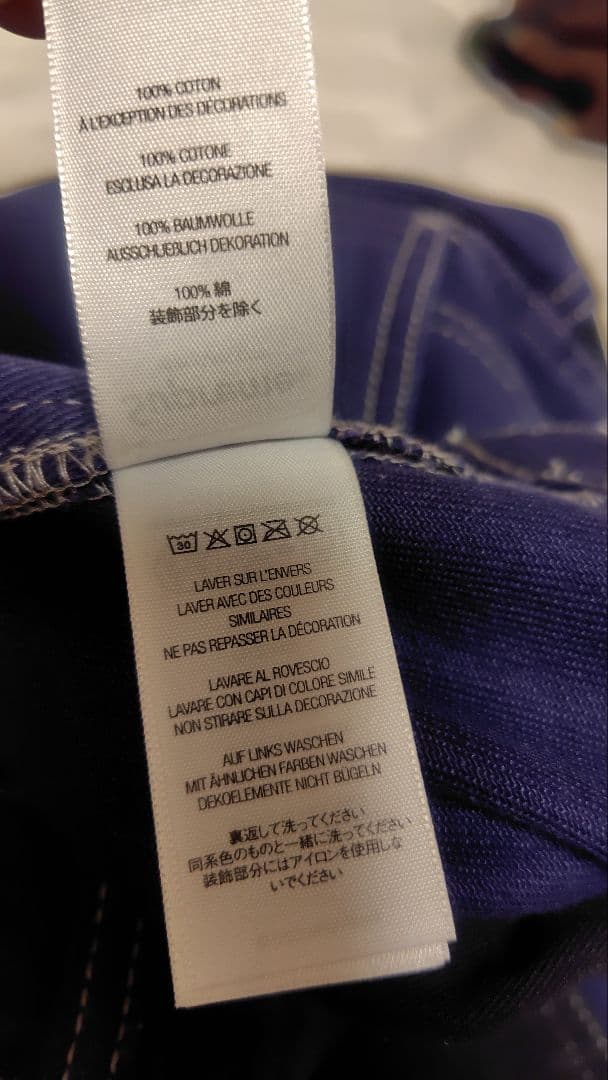 100% COTON
À L'EXCEPTION DES DÉCORATIONS
100% COTONE
ESCLUSA LA DECORAZIONE
100% BAUMWOLLE
AUSSCHLIEBLICH DEKORATION
100% 綿
装飾部分を除く
30
LAVER SUR L'ENVERS
LAVER AVEC DES COULEURS
SIMILAIRES
NE PAS REPASSER LA DÉCORATION
LAVARE AL ROVESCIO
LAVARE CON CAPI DI COLORE SIMILE
NON STIRARE SULLA DECORAZIONE
AUF LINKS WASCHEN
MIT ÄHNLICHEN FARBEN WASCHEN
DEKOELEMENTE NICHT BÜGELN
裏返して洗ってください
同系色のものと一緒に洗ってください
装飾部分にはアイロンを使用しな
いでください